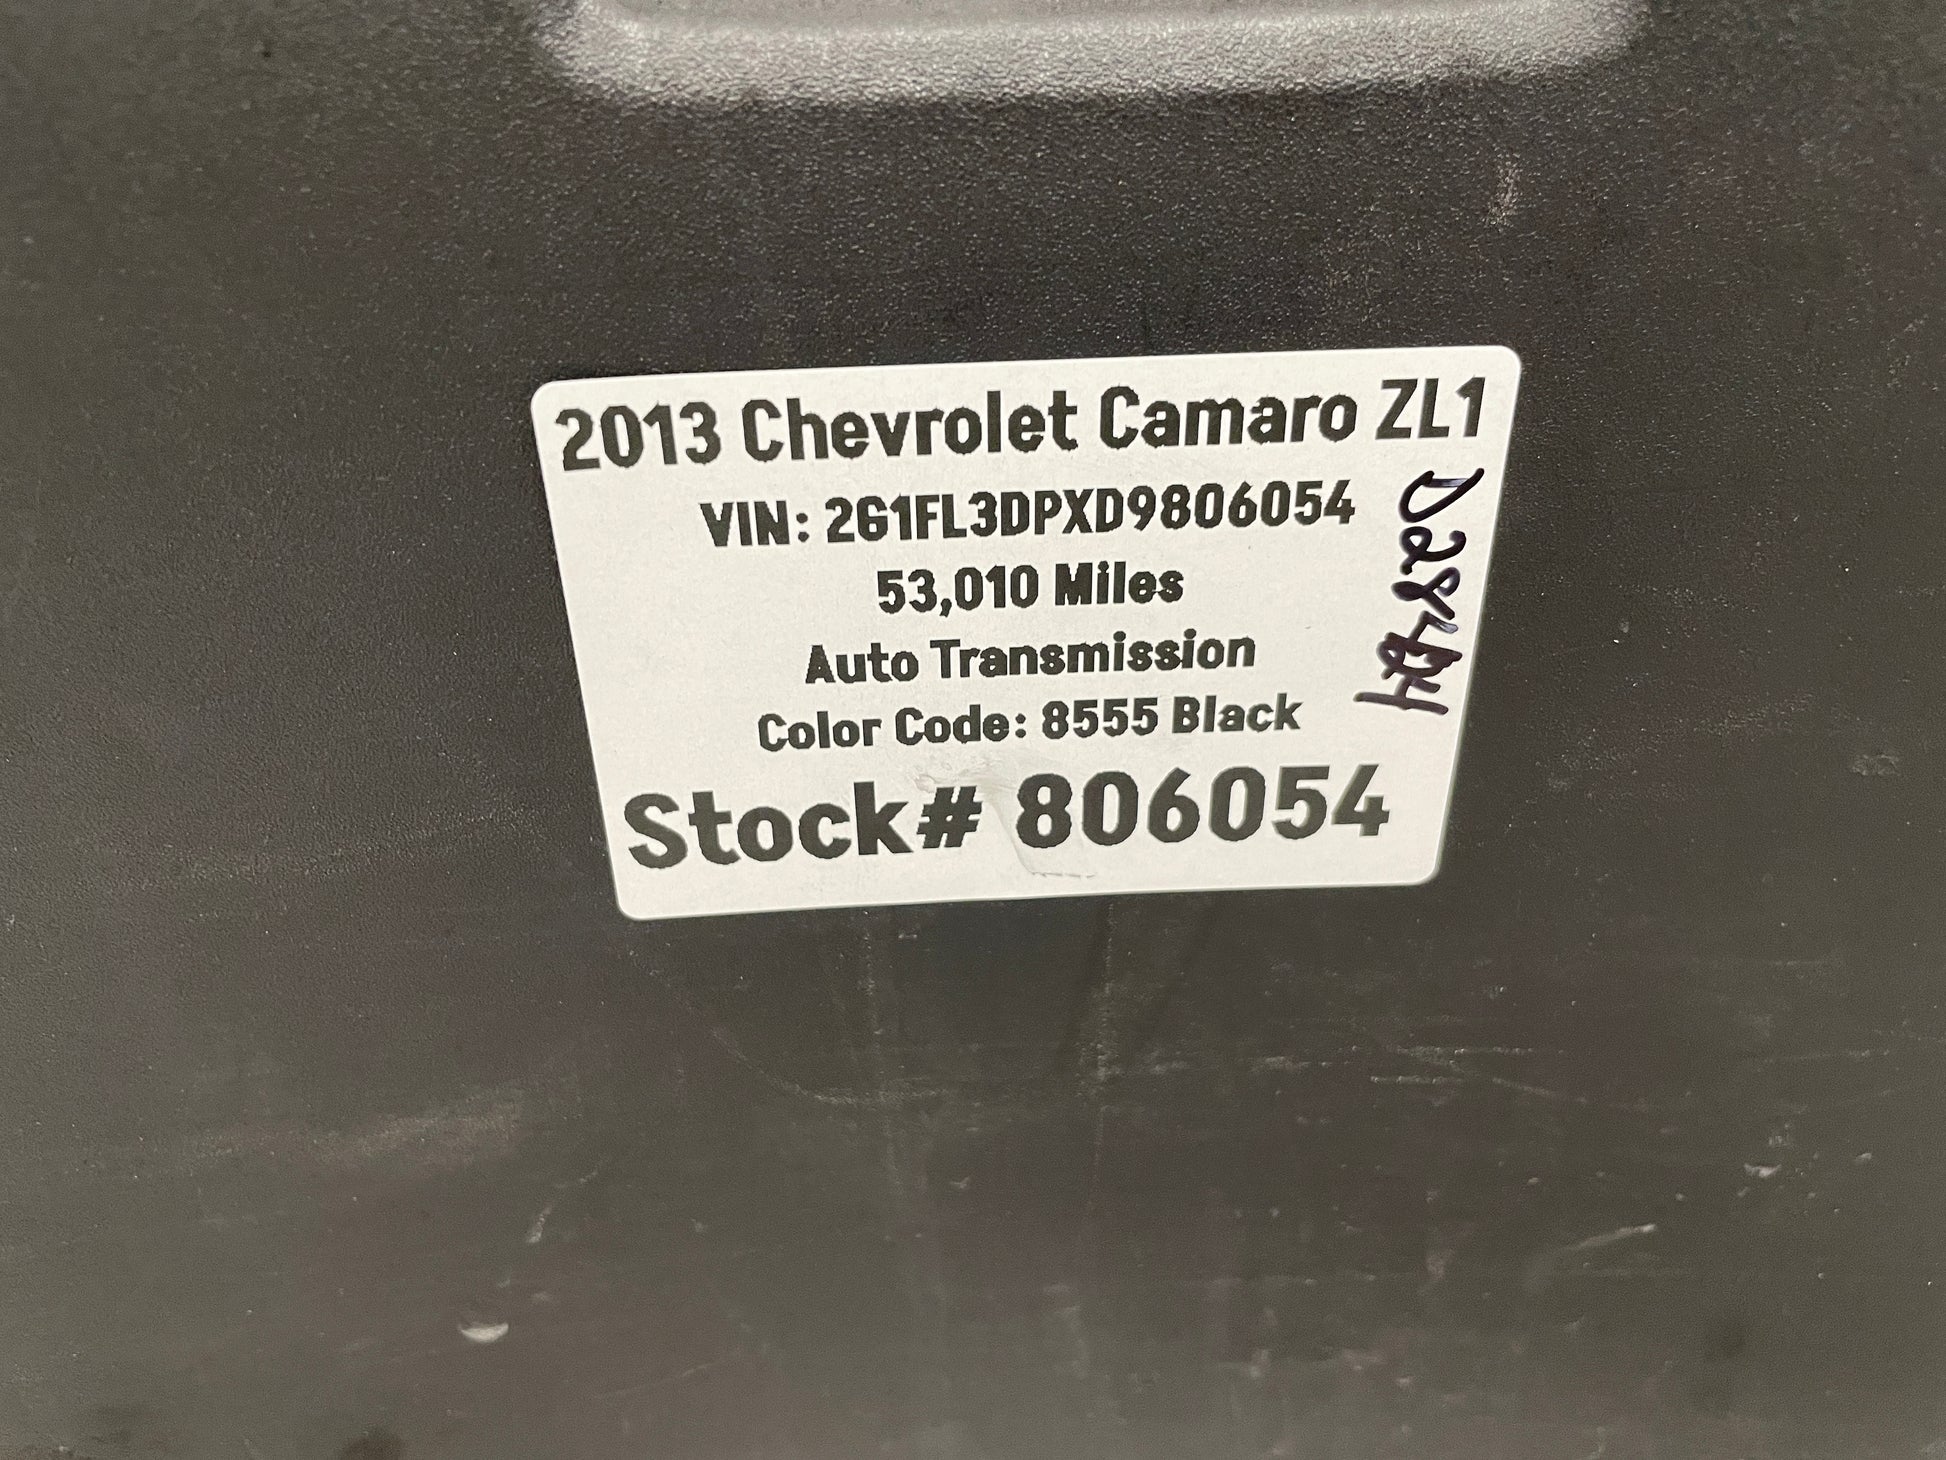 2013 Chevrolet Camaro ZL1
VIN: 2G1FL3DPXD9806054
53,010 Miles
Auto Transmission
Color Code: 8555 Black
Stock# 806054